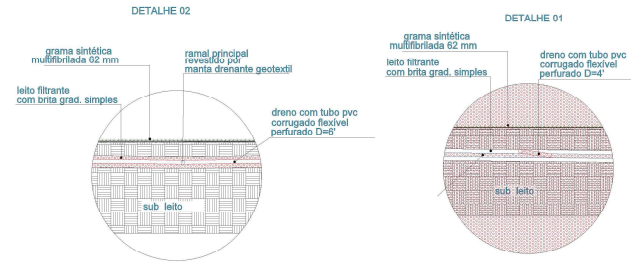 DETALHE 02
grama sintética
multifibrilada 62 mm
ramal principal
revestido por
manta drenante geotextil
leito filtrante
com brita grad. simples
dreno com tubo pvc
corrugado flexível
perfurado D=6'
sub leito
DETALHE 01
grama sintética
multifibrilada 62 mm
leito filtrante
com brita grad. simples
dreno com tubo pvc
corrugado flexível
perfurado D=4'
sub leito